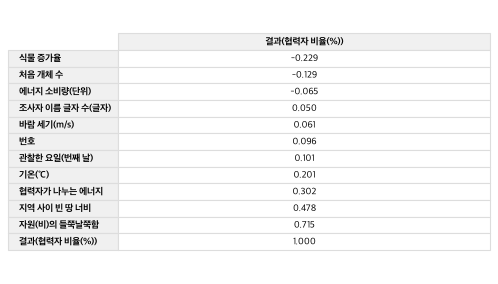 결과(협력자 비율(%))
식물 증가율 -0.229
처음 개체 수 -0.129
에너지 소비량(단위) -0.065
조사자 이름 글자 수(글자) 0.050
바람 세기(m/s) 0.061
번호 0.096
관찰한 요일(번째 날) 0.101
기온(℃) 0.201
협력자가 나누는 에너지 0.302
지역 사이 빈 땅 너비 0.478
자원(비)의 들쭉날쭉함 0.715
결과(협력자 비율(%)) 1.000